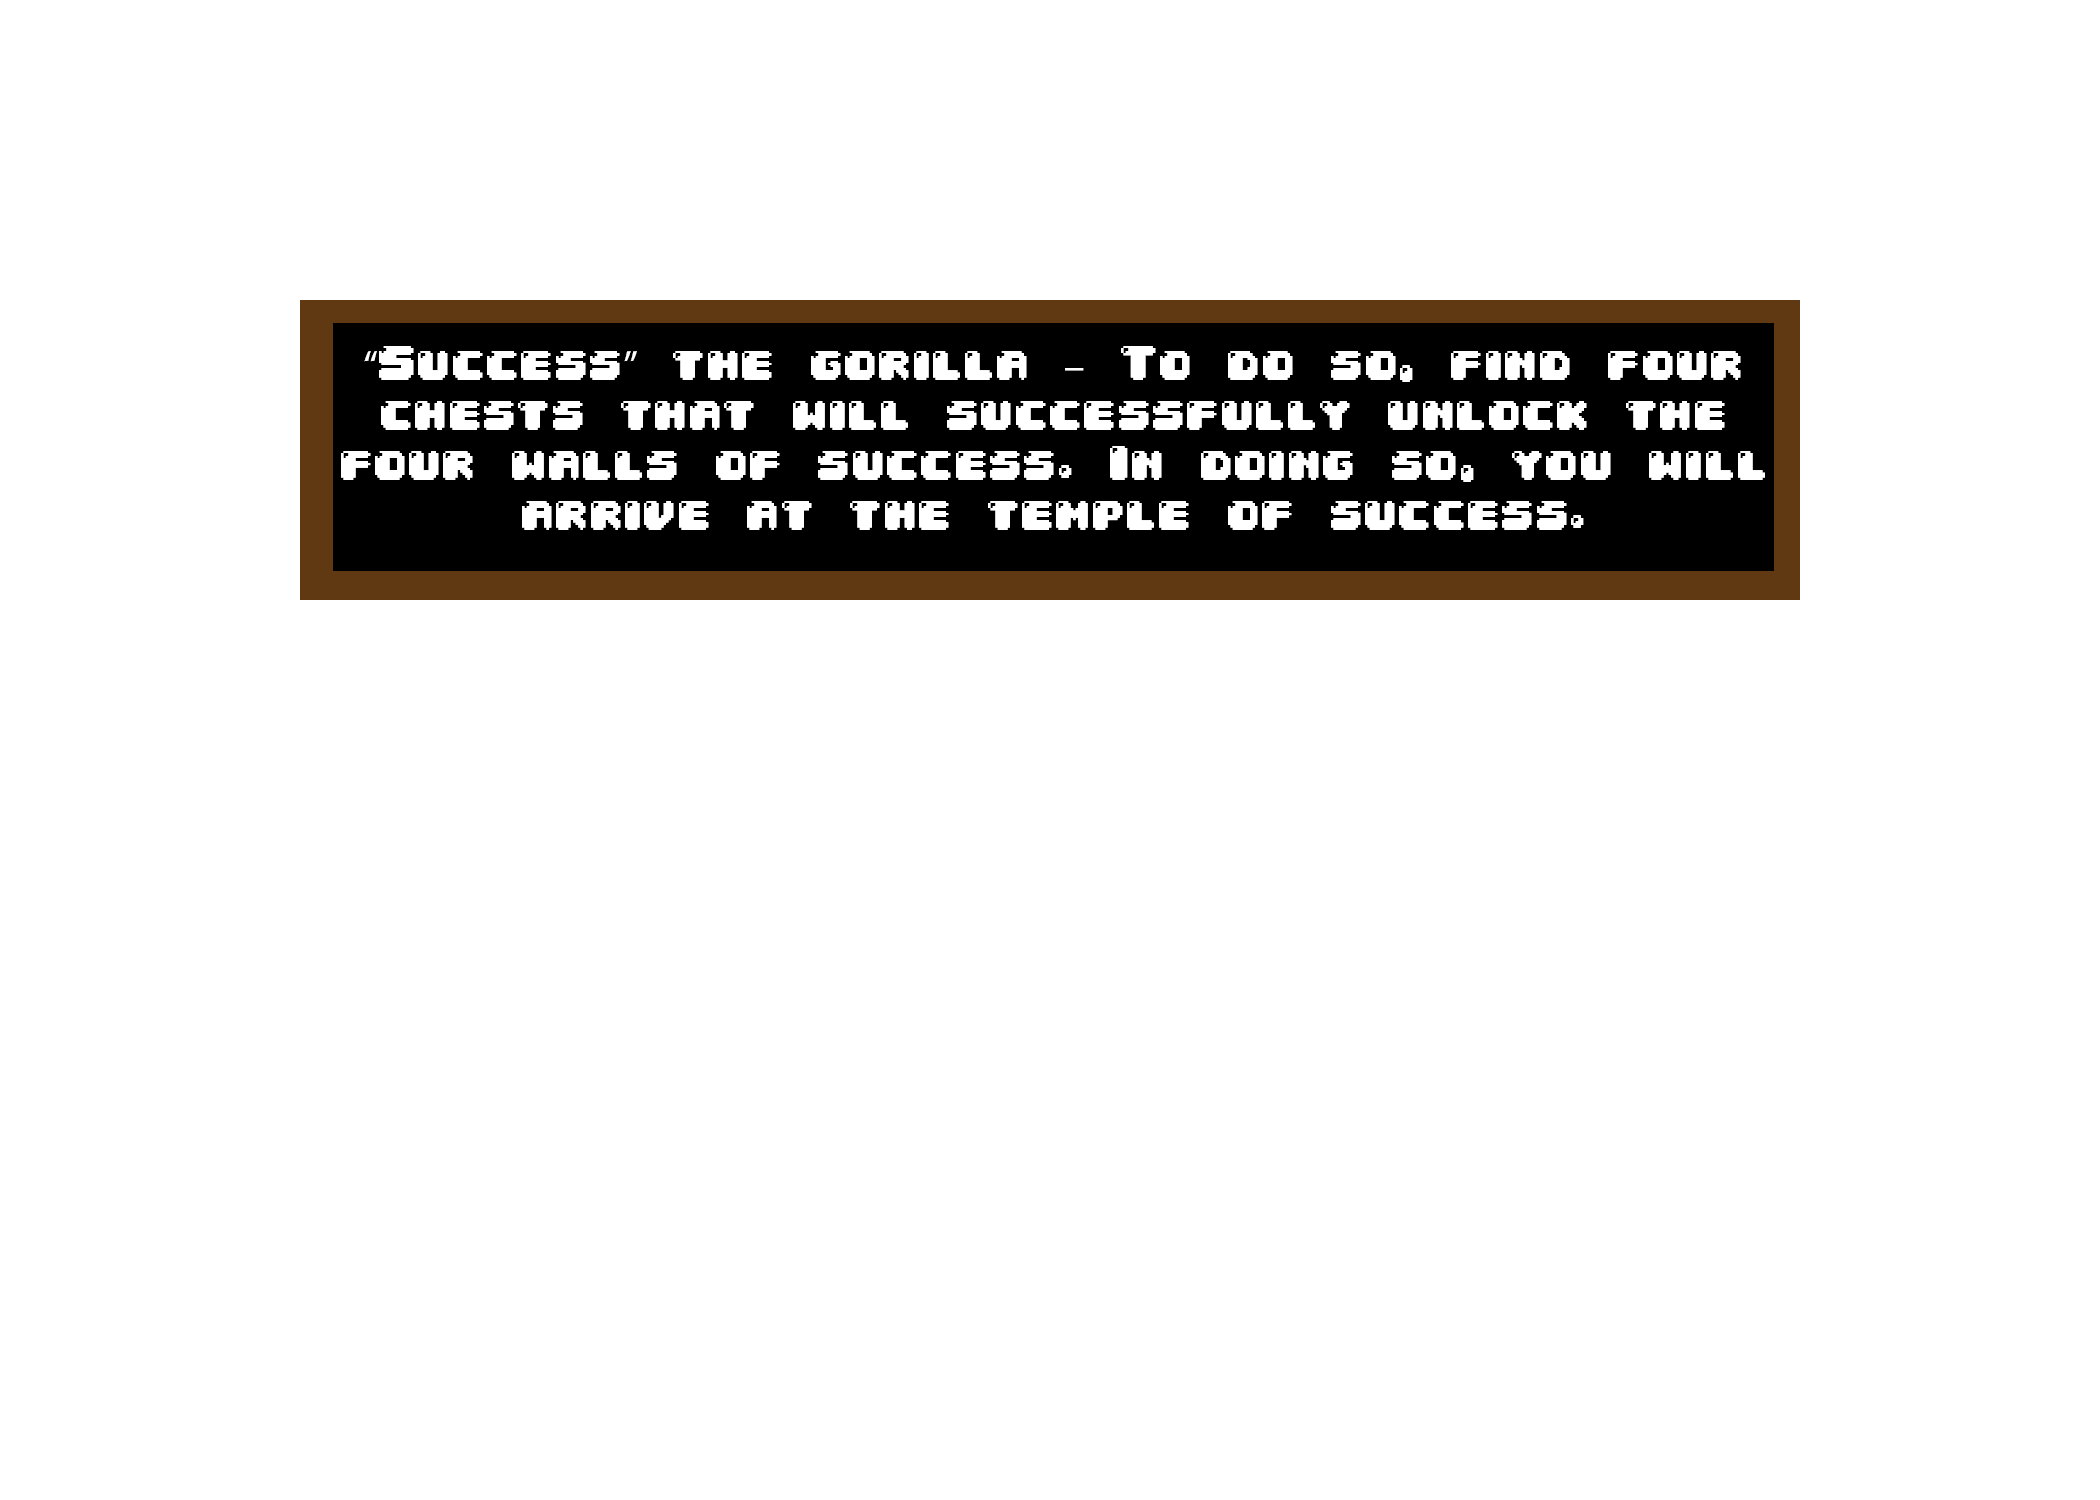 "Success" the gorilla - To do so, find four
chests that will successfully unlock the
four walls of success. In doing so, you will
arrive at the temple of success.